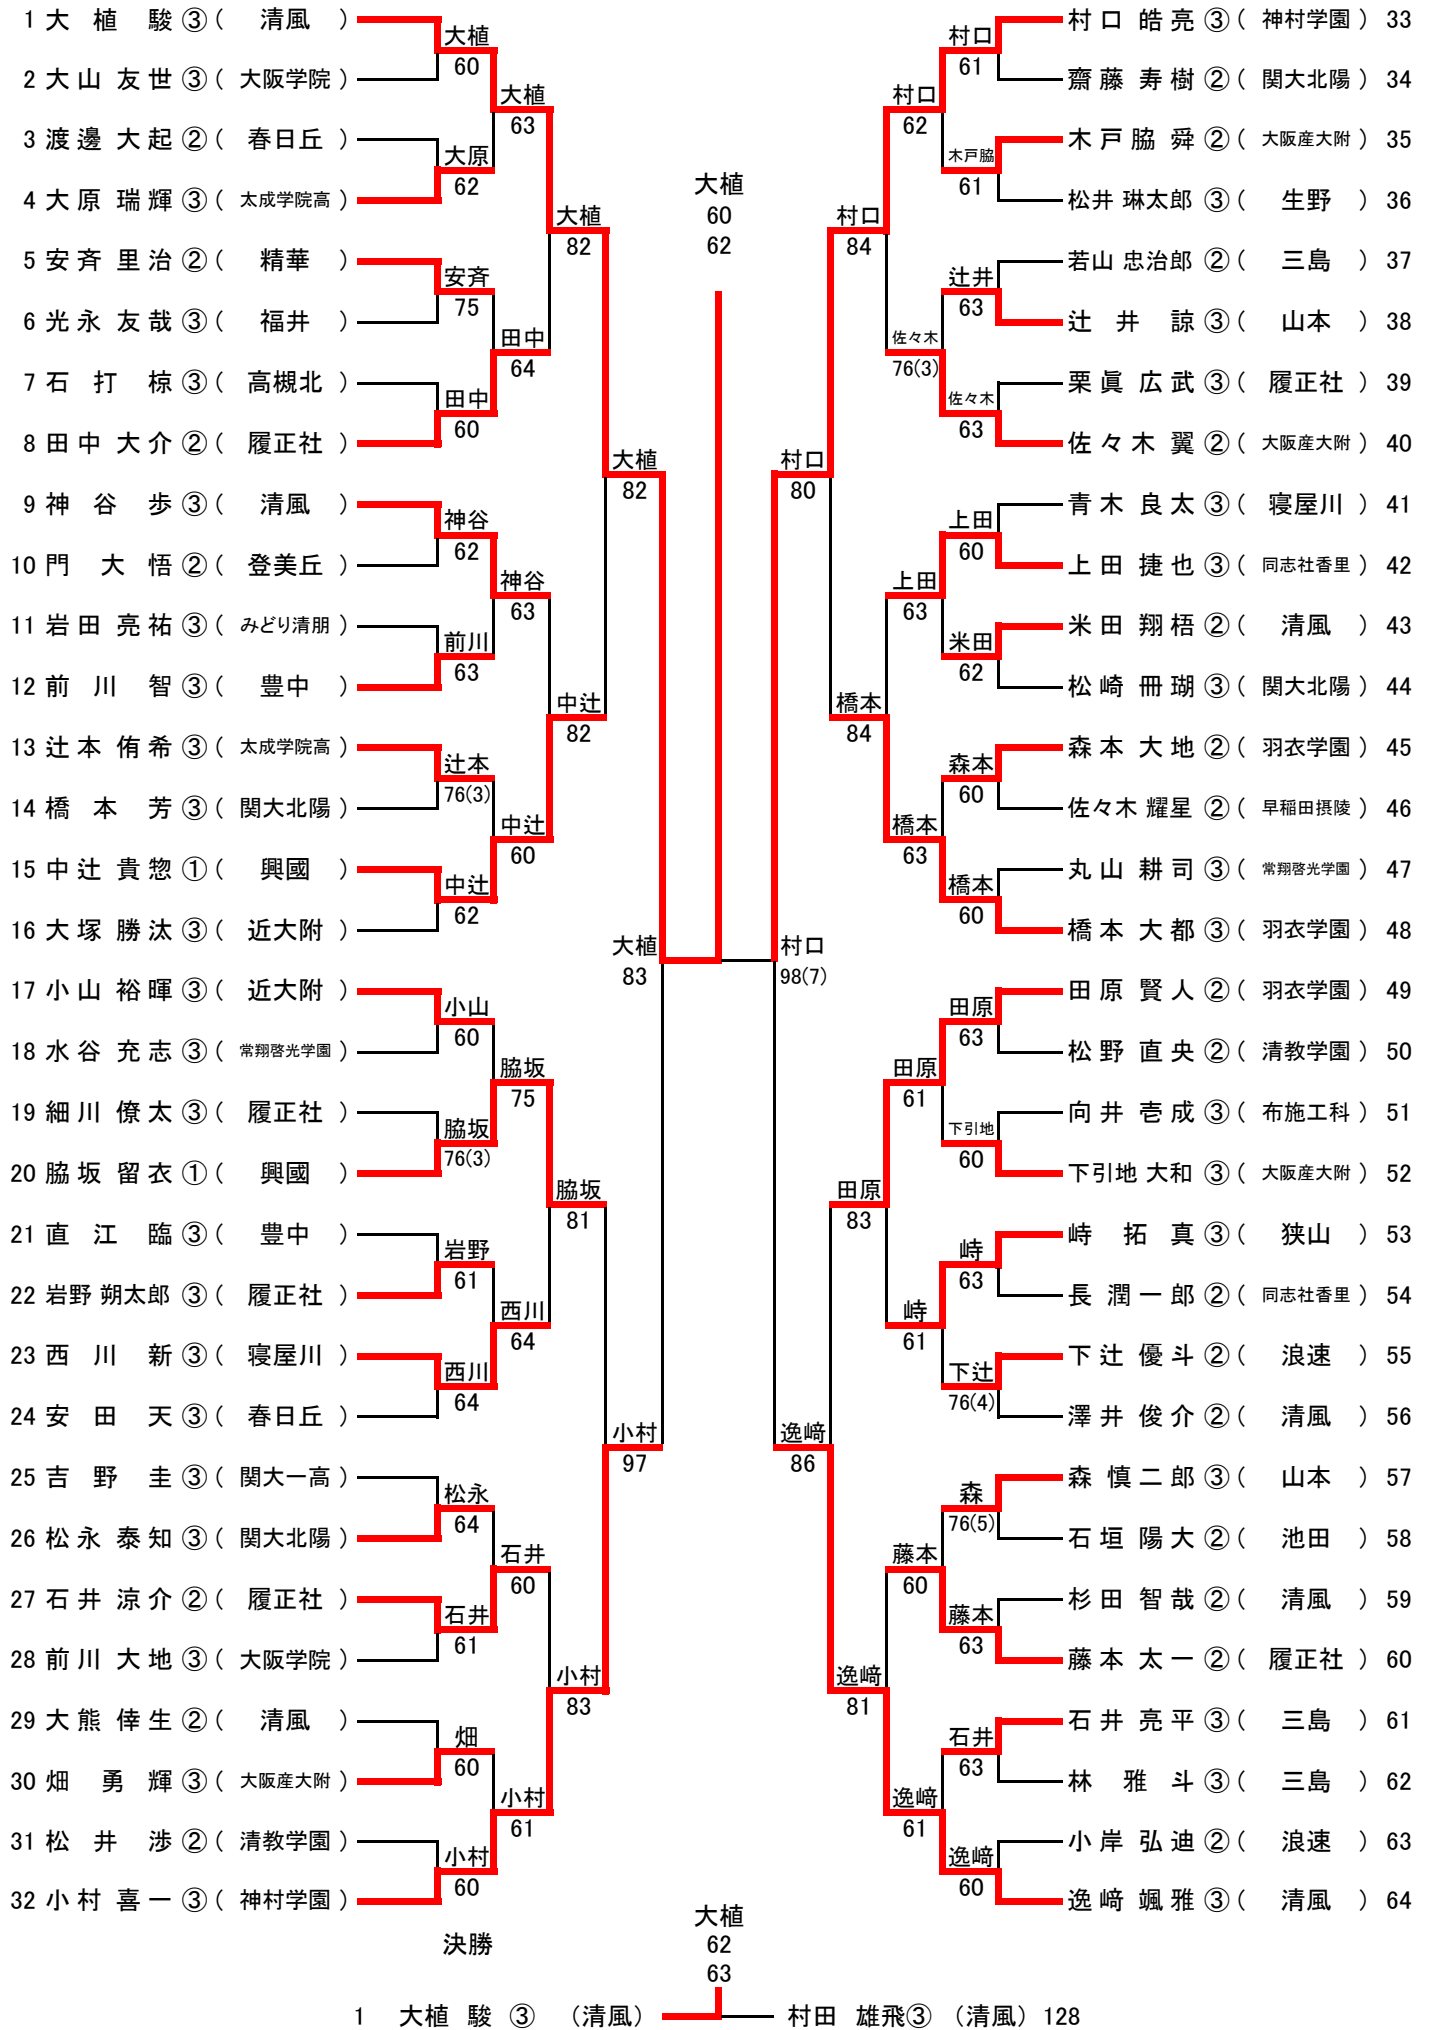 1 大植 駿 ③ ( 清風 )
2 大山 友世 ③ ( 大阪学院 )
3 渡邊 大起 ② ( 春日丘 )
4 大原 瑞輝 ③ ( 太成学院高 )
5 安斉 里治 ② ( 精華 )
6 光永 友哉 ③ ( 福井 )
7 石打 椋 ③ ( 高槻北 )
8 田中 大介 ② ( 履正社 )
9 神谷 歩 ③ ( 清風 )
10 門 大悟 ② ( 登美丘 )
11 岩田 亮祐 ③ ( みどり清朋 )
12 前川 智 ③ ( 豊中 )
13 辻本 侑希 ③ ( 太成学院高 )
14 橋本 芳 ③ ( 関大北陽 )
15 中辻 貴惣 ① ( 興國 )
16 大塚 勝汰 ③ ( 近大附 )
17 小山 裕暉 ③ ( 近大附 )
18 水谷 充志 ③ ( 常翔啓光学園 )
19 細川 僚太 ③ ( 履正社 )
20 脇坂 留衣 ① ( 興國 )
21 直江 臨 ③ ( 豊中 )
22 岩野 朔太郎 ③ ( 履正社 )
23 西川 新 ③ ( 寝屋川 )
24 安田 天 ③ ( 春日丘 )
25 吉野 圭 ③ ( 関大一高 )
26 松永 泰知 ③ ( 関大北陽 )
27 石井 涼介 ② ( 履正社 )
28 前川 大地 ③ ( 大阪学院 )
29 大熊 倖生 ② ( 清風 )
30 畑 勇輝 ③ ( 大阪産大附 )
31 松井 渉 ② ( 清教学園 )
32 小村 喜一 ③ ( 神村学園 )
大植
60
大原
62
安斉
75
田中
60
神谷
62
前川
63
辻本
76(3)
中辻
62
小山
60
脇坂
76(3)
岩野
61
西川
64
松永
64
石井
61
畑
60
小村
60
大植
63
田中
64
神谷
63
中辻
60
脇坂
75
西川
64
石井
60
小村
61
大植
82
中辻
82
脇坂
81
小村
83
大植
82
小村
97
大植
83
大植
60
62
村口
98(7)
村口
80
逸﨑
86
村口
84
橋本
84
田原
83
逸﨑
81
村口
62
佐々木
76(3)
上田
63
橋本
63
田原
61
峙
61
藤本
60
逸﨑
61
村口
61
木戸脇
61
辻井
63
佐々木
63
上田
60
米田
62
森本
60
橋本
60
田原
63
下引地
60
峙
63
下辻
76(4)
森
76(5)
藤本
63
石井
63
逸﨑
60
村口 皓亮 ③ ( 神村学園 ) 33
齋藤 寿樹 ② ( 関大北陽 ) 34
木戸脇 舜 ② ( 大阪産大附 ) 35
松井 琳太郎 ③ ( 生野 ) 36
若山 忠治郎 ② ( 三島 ) 37
辻井 諒 ③ ( 山本 ) 38
栗眞 広武 ③ ( 履正社 ) 39
佐々木 翼 ② ( 大阪産大附 ) 40
青木 良太 ③ ( 寝屋川 ) 41
上田 捷也 ③ ( 同志社香里 ) 42
米田 翔梧 ② ( 清風 ) 43
松崎 冊瑚 ③ ( 関大北陽 ) 44
森本 大地 ② ( 羽衣学園 ) 45
佐々木 耀星 ② ( 早稲田摂陵 ) 46
丸山 耕司 ③ ( 常翔啓光学園 ) 47
橋本 大都 ③ ( 羽衣学園 ) 48
田原 賢人 ② ( 羽衣学園 ) 49
松野 直央 ② ( 清教学園 ) 50
向井 壱成 ③ ( 布施工科 ) 51
下引地 大和 ③ ( 大阪産大附 ) 52
峙 拓真 ③ ( 狭山 ) 53
長 潤一郎 ② ( 同志社香里 ) 54
下辻 優斗 ② ( 浪速 ) 55
澤井 俊介 ② ( 清風 ) 56
森 慎二郎 ③ ( 山本 ) 57
石垣 陽大 ② ( 池田 ) 58
杉田 智哉 ② ( 清風 ) 59
藤本 太一 ② ( 履正社 ) 60
石井 亮平 ③ ( 三島 ) 61
林 雅斗 ③ ( 三島 ) 62
小岸 弘迪 ② ( 浪速 ) 63
逸﨑 颯雅 ③ ( 清風 ) 64
決勝
大植
62
63
1 大植 駿 ③ (清風) 村田 雄飛③ (清風) 128